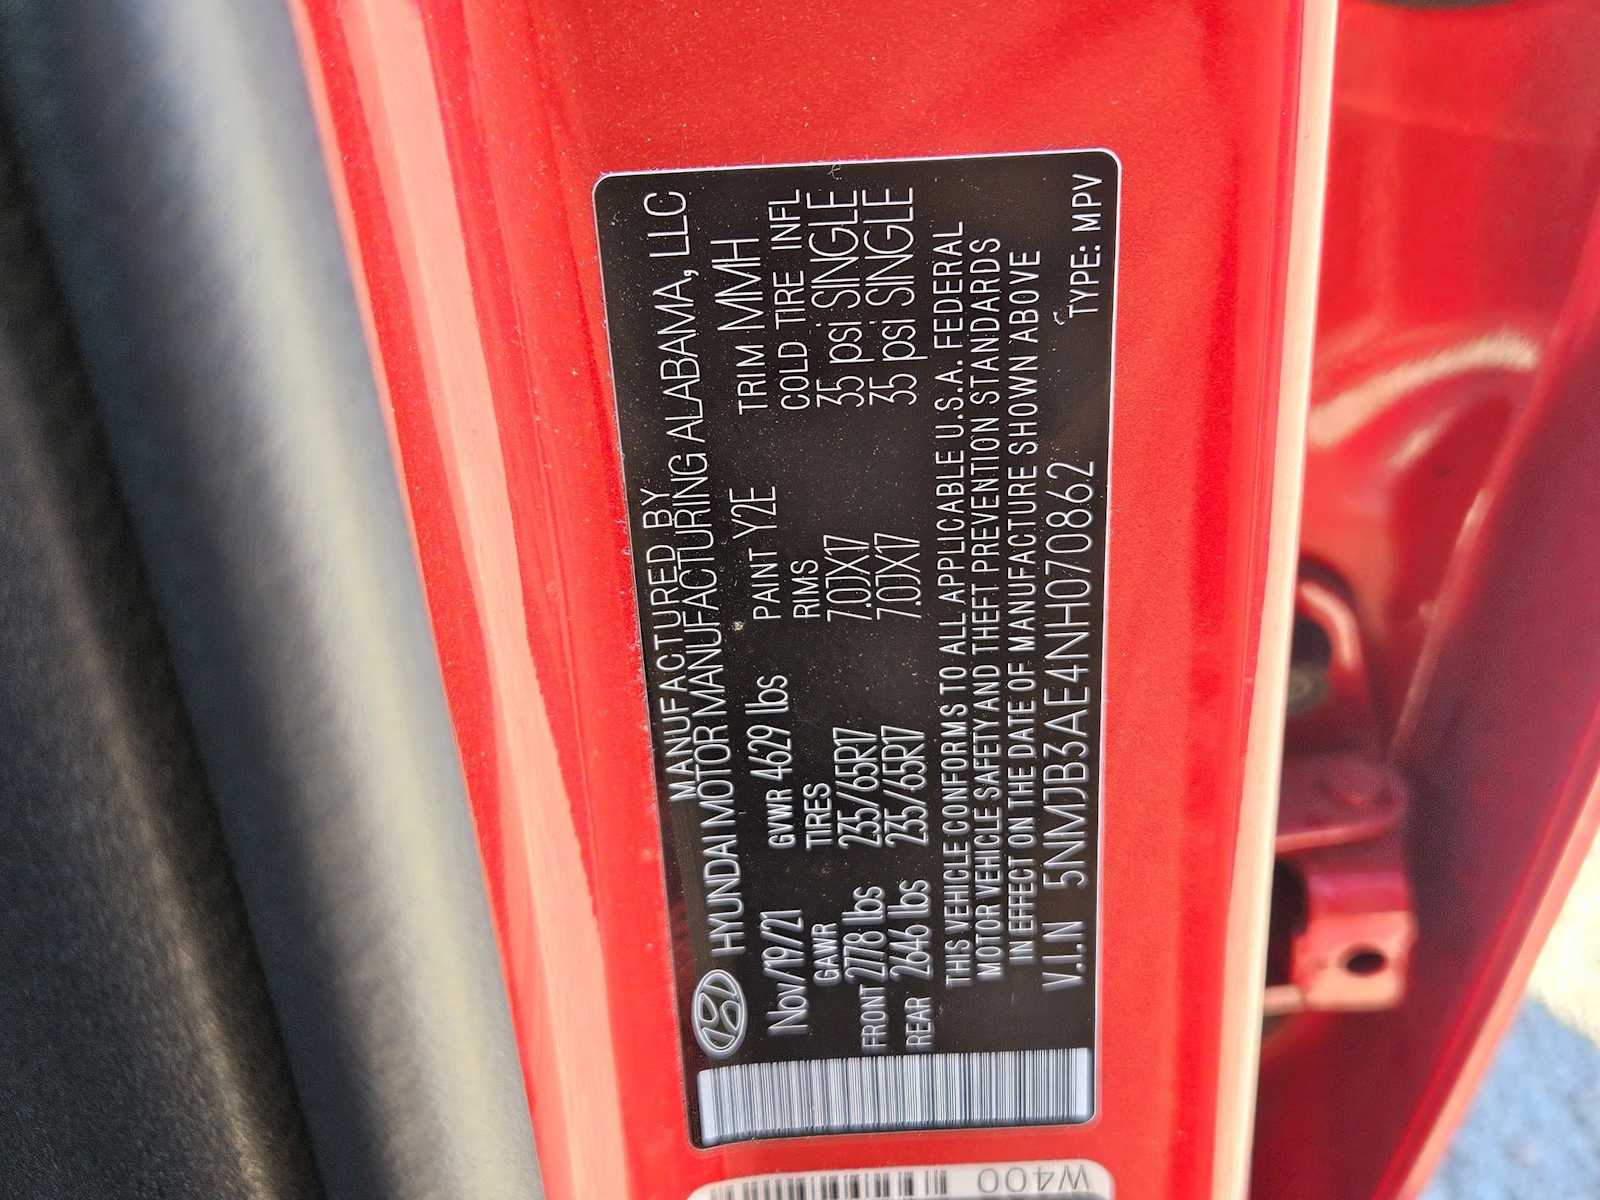 MANUFACTURED BY
HYUNDAI MOTOR MANUFACTURING ALABAMA, LLC
Nov/19/21 GVWR 4629 lbs PAINT Y2E TRIM MMH
GAWR TIRES RIMS COLD TIRE INFL
FRONT 2778 lbs 235/65R17 7.0JX17 35 psi SINGLE
REAR 2646 lbs 235/65R17 7.0JX17 35 psi SINGLE
THIS VEHICLE CONFORMS TO ALL APPLICABLE U.S.A. FEDERAL
MOTOR VEHICLE SAFETY AND THEFT PREVENTION STANDARDS
IN EFFECT ON THE DATE OF MANUFACTURE SHOWN ABOVE
V.I.N 5NMJB3AE4NH070862 TYPE: MPV
W400